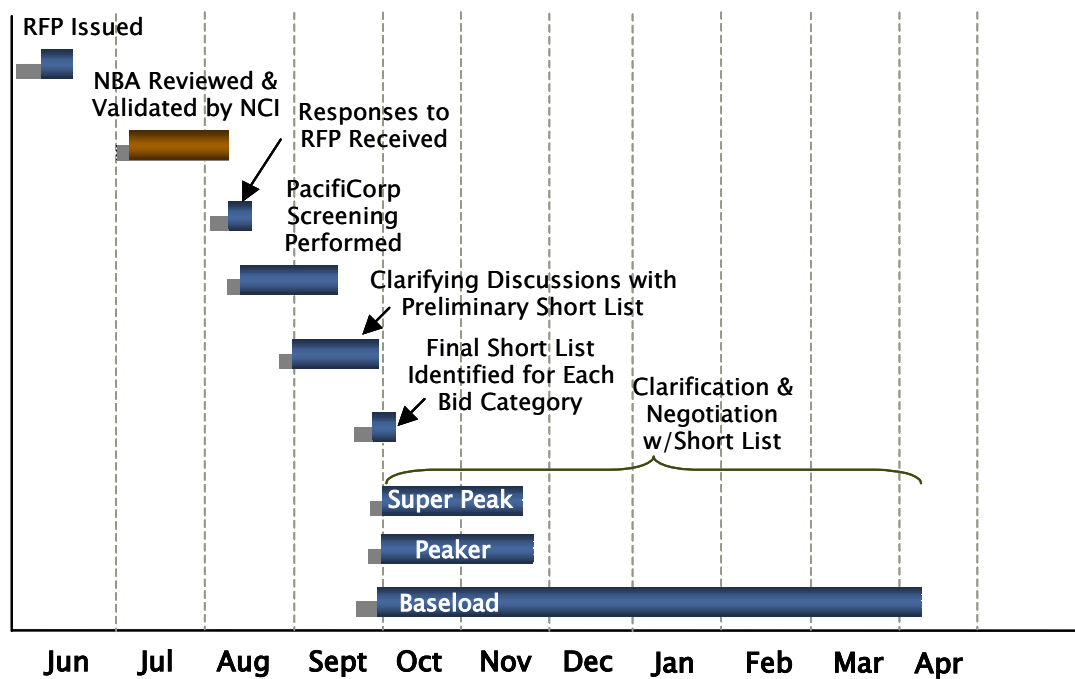 RFP Issued
NBA Reviewed &
Validated by NCI
Responses to
RFP Received
PacifiCorp
Screening
Performed
Clarifying Discussions with
Preliminary Short List
Final Short List
Identified for Each
Bid Category
Clarification &
Negotiation
w/Short List
Super Peak
Peaker
Baseload
Jun Jul Aug Sept Oct Nov Dec Jan Feb Mar Apr